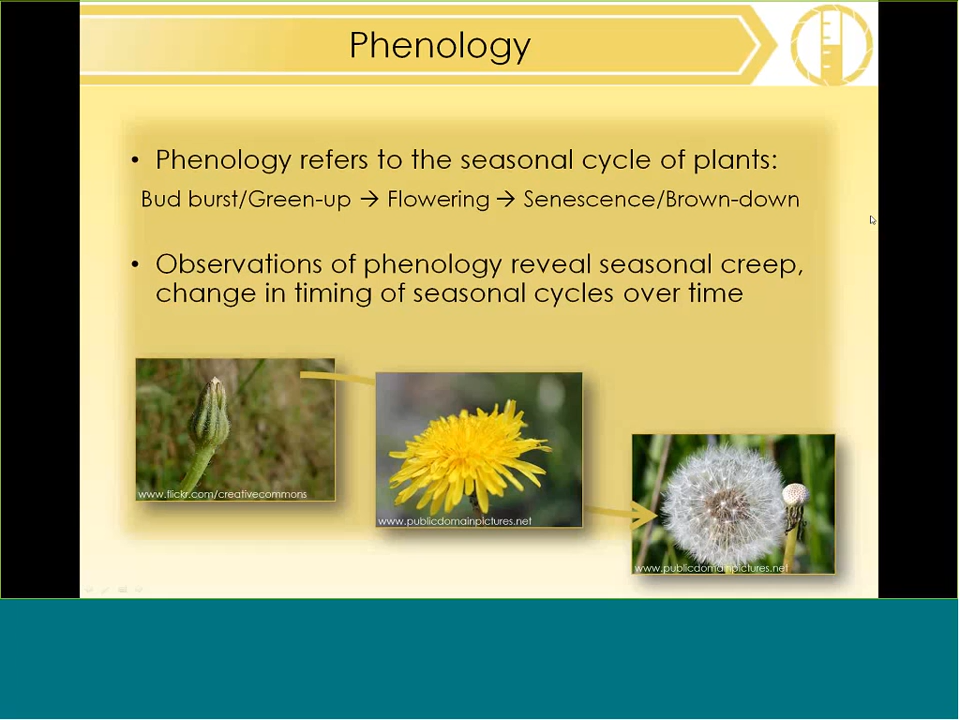 Phenology
• Phenology refers to the seasonal cycle of plants:
Bud burst/Green-up → Flowering → Senescence/Brown-down
• Observations of phenology reveal seasonal creep,
change in timing of seasonal cycles over time
www.flickr.com/creativecommons
www.publicdomainpictures.net
www.publicdomainpictures.net